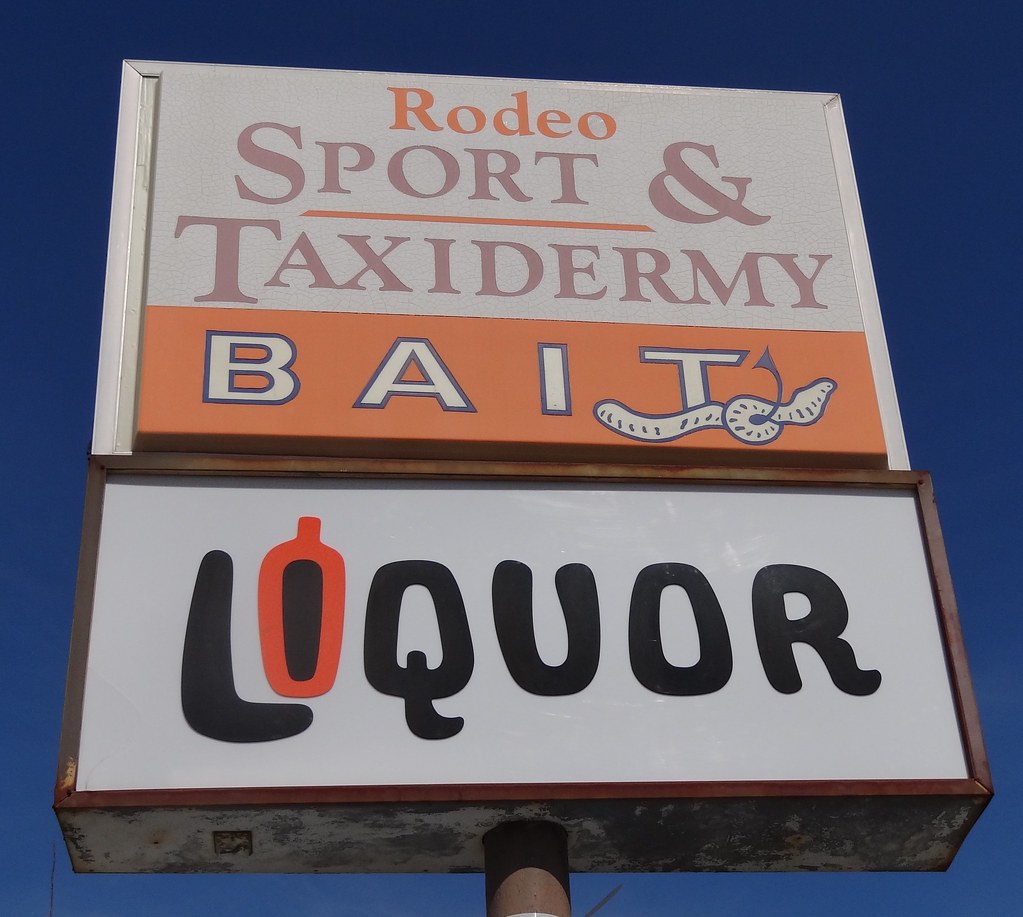 Rodeo
SPORT &
TAXIDERMY
BAIT
LIQUOR